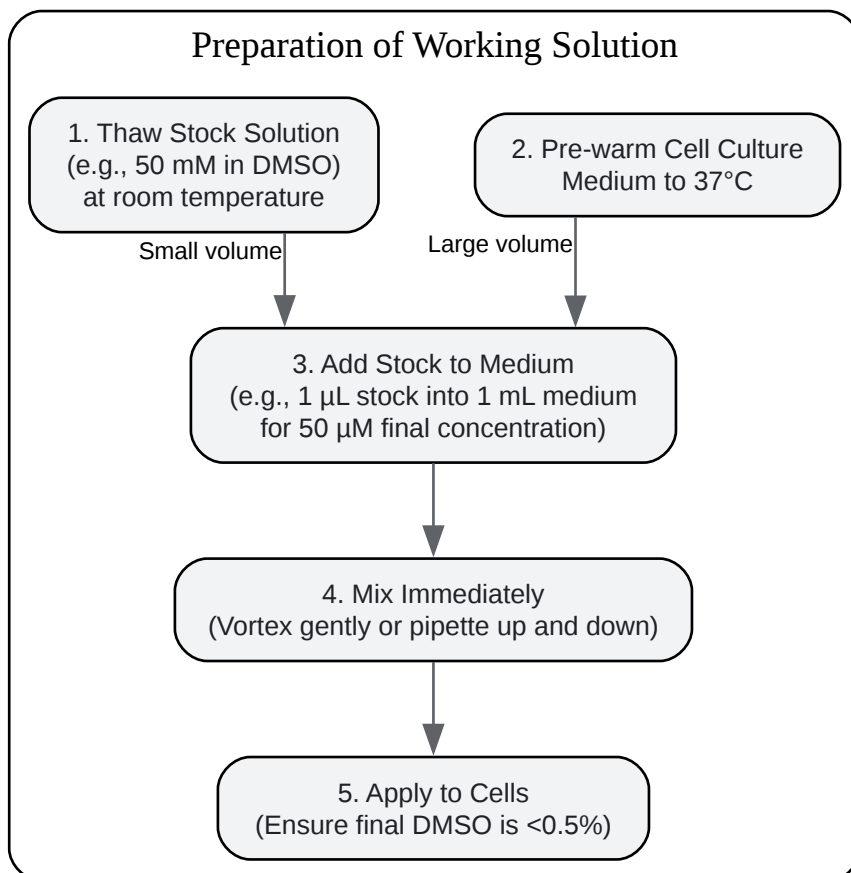 Preparation of Working Solution
1. Thaw Stock Solution
(e.g., 50 mM in DMSO)
at room temperature
2. Pre-warm Cell Culture
Medium to 37°C
Small volume
Large volume
3. Add Stock to Medium
(e.g., 1 µL stock into 1 mL medium
for 50 µM final concentration)
4. Mix Immediately
(Vortex gently or pipette up and down)
5. Apply to Cells
(Ensure final DMSO is <0.5%)